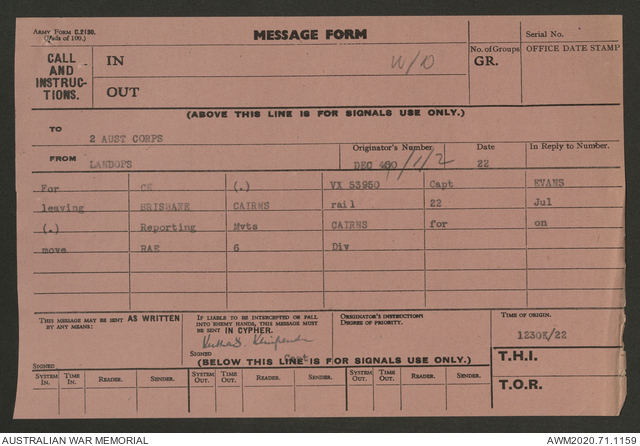 ARMY FORM C.2130.
(Pads of 100.)
MESSAGE FORM
Serial No.
CALL AND INSTRUC-TIONS.
IN
W/D
No. of Groups
GR.
OFFICE DATE STAMP
OUT
(ABOVE THIS LINE IS FOR SIGNALS USE ONLY.)
TO
2 AUST CORPS
FROM LANDOPS
Originator's Number
DEC
Date
22
In Reply to Number.
For CE (.) VX 53950 Capt EVANS
leaving BRISBANE CAIRNS rail 22 Jul
(.) Reporting Mvts CAIRNS for on
move RAE 6 Div
THIS MESSAGE MAY BE SENT AS WRITTEN BY ANY MEANS:
IF LIABLE TO BE INTERCEPTED OR FALL INTO ENEMY HANDS, THIS MESSAGE MUST BE SENT IN CYPHER.
ORIGINATOR'S INSTRUCTIONS
DEGREE OF PRIORITY.
TIME OF ORIGIN.
1230K/22
SIGNED
SIGNED
Capt
(BELOW THIS LINE IS FOR SIGNALS USE ONLY.)
T.H.I.
T.O.R.
SYSTEM IN. TIME IN. READER. SENDER. SYSTEM OUT. TIME OUT. READER. SENDER. SYSTEM OUT. TIME OUT. READER. SENDER.
AUSTRALIAN WAR MEMORIAL
AWM2020.71.1159